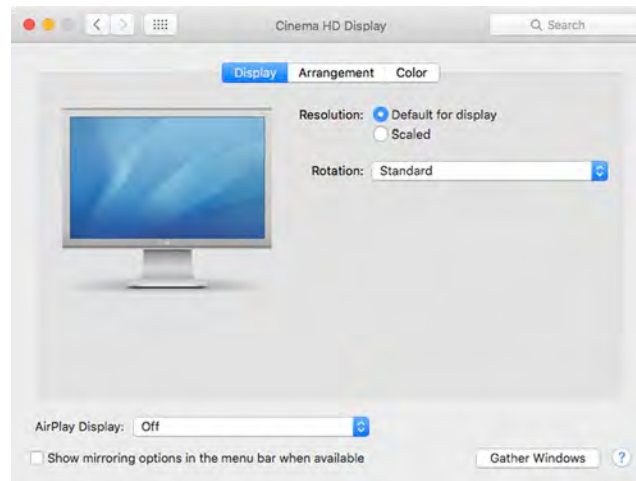 Cinema HD Display
Search
Display Arrangement Color
Resolution: Default for display
Scaled
Rotation: Standard
AirPlay Display: Off
Show mirroring options in the menu bar when available
Gather Windows ?